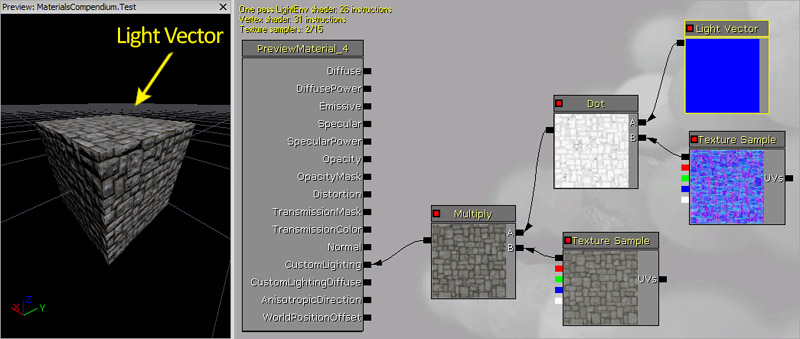 Preview: MaterialsCompendium.Test
X
Light Vector
Z
X
Y
One pass LightEnv shader: 26 instructions
Vertex shader: 31 instructions
Texture samplers: 2/16
PreviewMaterial_4
Diffuse
DiffusePower
Emissive
Specular
SpecularPower
Opacity
OpacityMask
Distortion
TransmissionMask
TransmissionColor
Normal
CustomLighting
CustomLightingDiffuse
AnisotropicDirection
WorldPositionOffset
Multiply
A
B
Dot
A
B
Light Vector
Texture Sample
UVs
Texture Sample
UVs